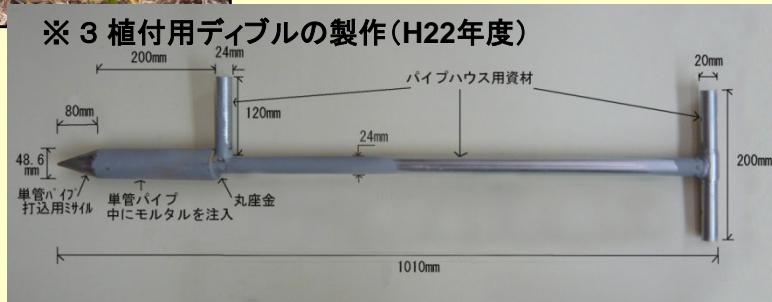 ※３植付用ディブルの製作（H22年度）
200mm
24mm
20mm
パイプハウス用資材
80mm
120mm
24mm
48.6
mm
200mm
単管パイプ
打込用ミサイル
単管パイプ
中にモルタルを注入
丸座金
1010mm